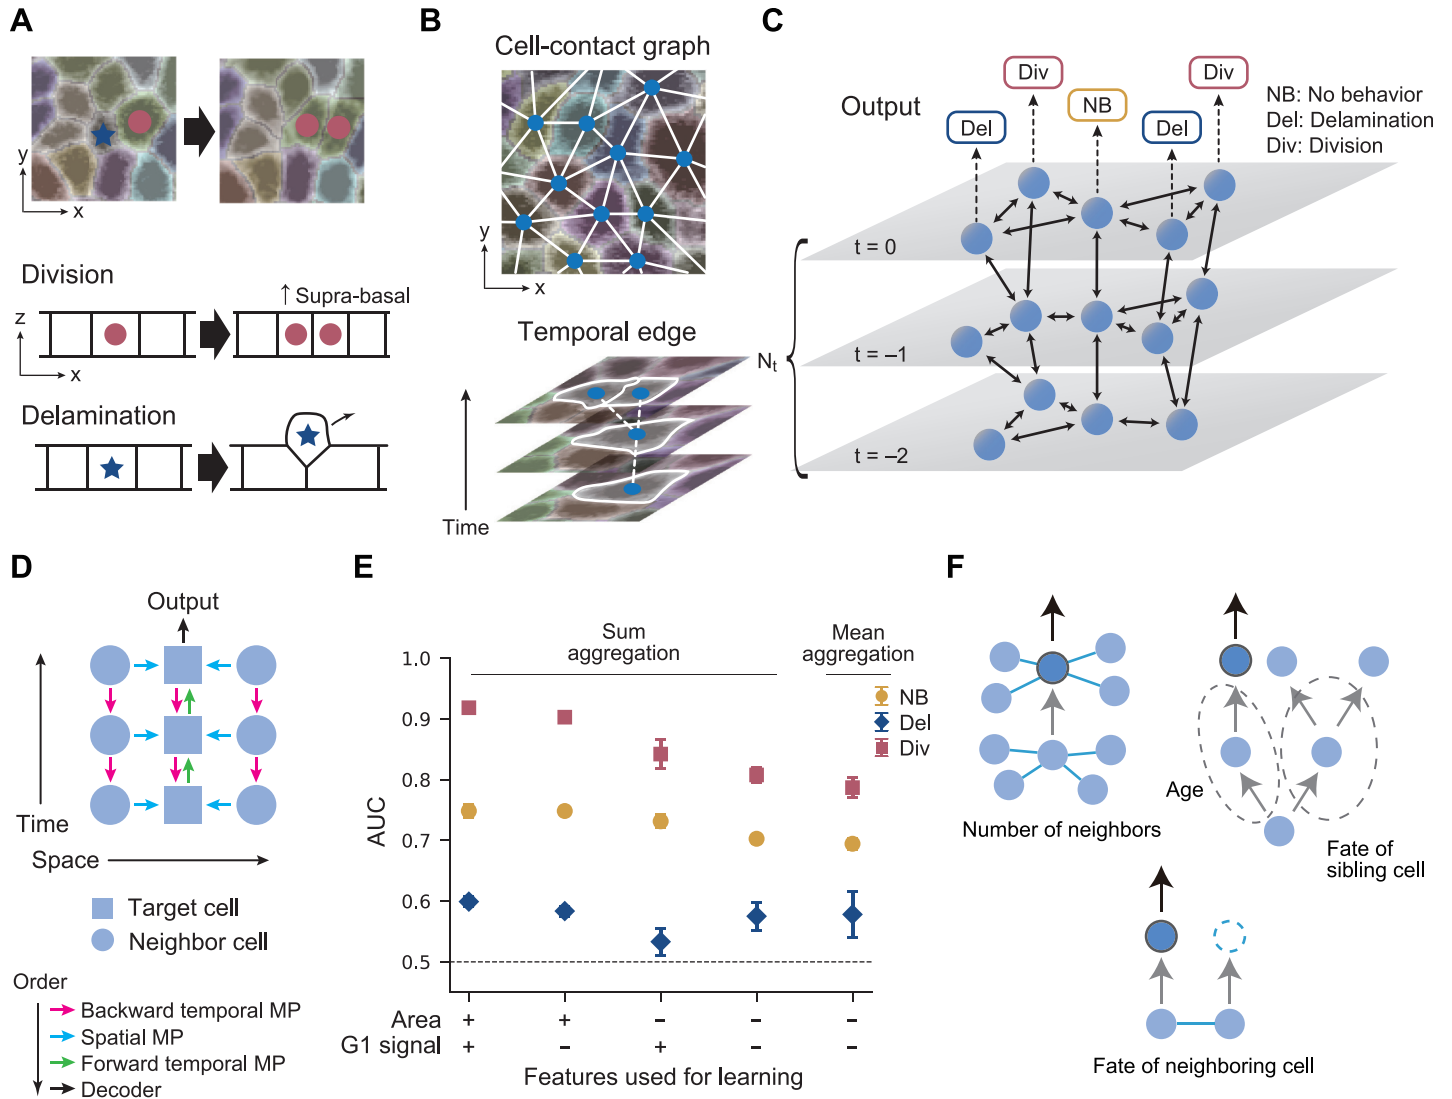 A
y
x
Division
↑ Supra-basal
z
x
Delamination
B
Cell-contact graph
y
x
Temporal edge
Time
C
Output
Div
Div
NB
Del
Del
NB: No behavior
Del: Delamination
Div: Division
t = 0
t = –1
t = –2
Nt
D
Output
Time
Space
Target cell
Neighbor cell
Order
Backward temporal MP
Spatial MP
Forward temporal MP
Decoder
E
Sum
aggregation
Mean
aggregation
1.0
0.9
0.8
0.7
0.6
0.5
AUC
NB
Del
Div
Area + + – – –
G1 signal + – + – –
Features used for learning
F
Number of neighbors
Age
Fate of
sibling cell
Fate of neighboring cell